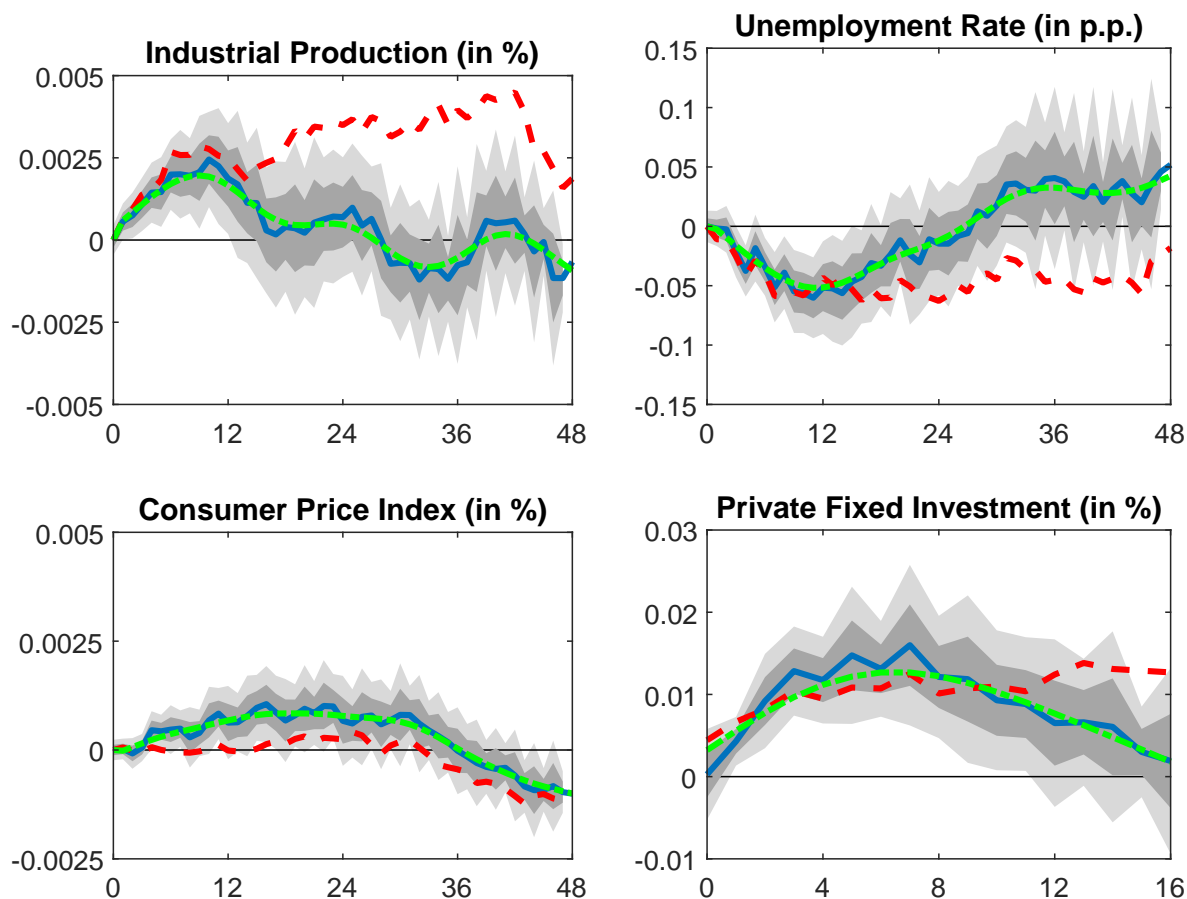 Industrial Production (in %)
0.005
0.0025
0
-0.0025
-0.005
0 12 24 36 48
Unemployment Rate (in p.p.)
0.15
0.1
0.05
0
-0.05
-0.1
-0.15
0 12 24 36 48
Consumer Price Index (in %)
0.005
0.0025
0
-0.0025
0 12 24 36 48
Private Fixed Investment (in %)
0.03
0.02
0.01
0
-0.01
0 4 8 12 16